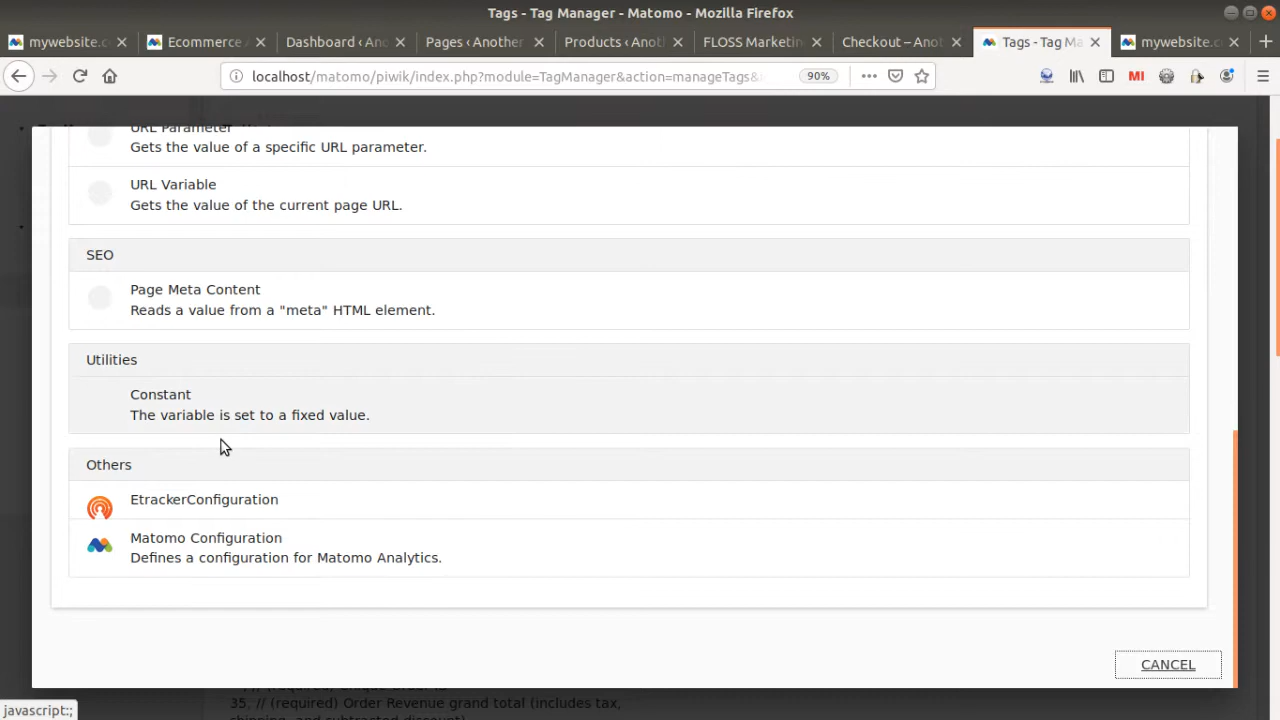 Tags - Tag Manager - Matomo - Mozilla Firefox
mywebsite.c
Ecommerce
Dashboard ‹ Ano
Pages ‹ Another
Products ‹ Anot
FLOSS Marketin
Checkout – Anot
Tags - Tag Ma
mywebsite.c
localhost/matomo/piwik/index.php?module=TagManager&action=manageTags&
90%
MI
URL Parameter
Gets the value of a specific URL parameter.
URL Variable
Gets the value of the current page URL.
SEO
Page Meta Content
Reads a value from a "meta" HTML element.
Utilities
Constant
The variable is set to a fixed value.
Others
EtrackerConfiguration
Matomo Configuration
Defines a configuration for Matomo Analytics.
CANCEL
javascript:;
35, // (required) Order Revenue grand total (includes tax,